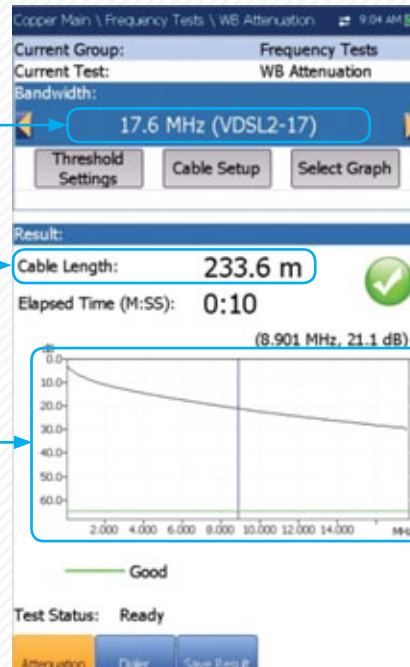 Copper Main \ Frequency Tests \ WB Attenuation 9:04 AM
Current Group: Frequency Tests
Current Test: WB Attenuation
Bandwidth:
17.6 MHz (VDSL2-17)
Threshold Settings Cable Setup Select Graph
Result:
Cable Length: 233.6 m
Elapsed Time (M:SS): 0:10
(8.901 MHz, 21.1 dB)
dB
0.0
10.0
20.0
30.0
40.0
50.0
60.0
2.000 4.000 6.000 8.000 10.000 12.000 14.000 MHz
Good
Test Status: Ready
Attenuation Dialer Save Result